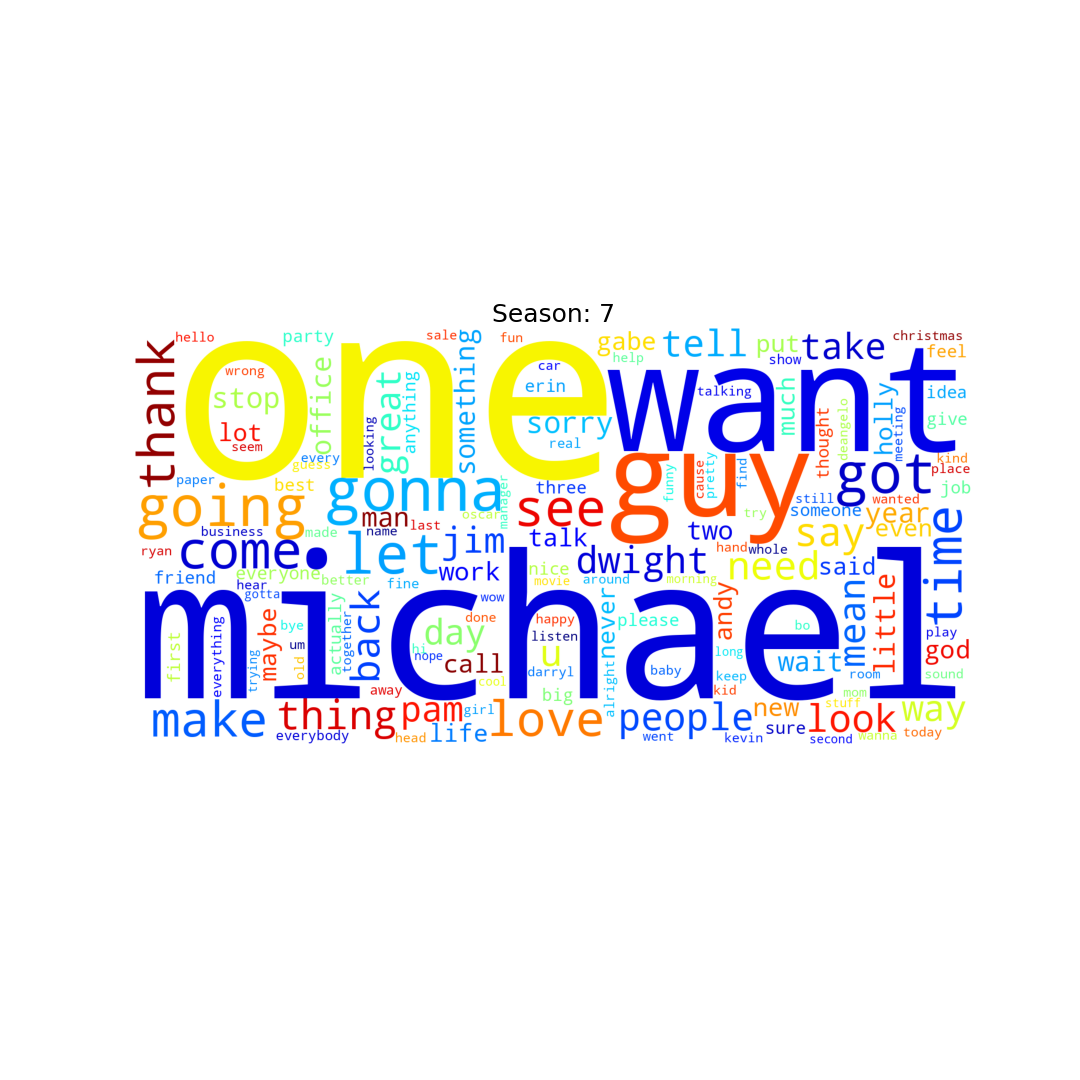 Season: 7
hello party sale fun gabe tell put take christmas
wrong something car help show feel
thank one want
stop office great anything erin talking much holly idea
lot looking sorry thought deangelo meeting give
seem real
every guess guy kind
paper best gonna three funny cause pretty find got place
going manager see still wanted job
man last oscar try someone year
ryan business made name talk two say even time
come let jim hand whole
friend everyone better fine work nice dwight need said
hear movie around morning
gotta wow
michael
first everything trying maybe bye um old actually together back
day done happy never please andy bo mean little play
hi nope call u listen alright long wait god
away cool darryl baby keep room sound
big kid mom
make thing pam girl love people new stuff look way
everybody head life went kevin sure second wanna today